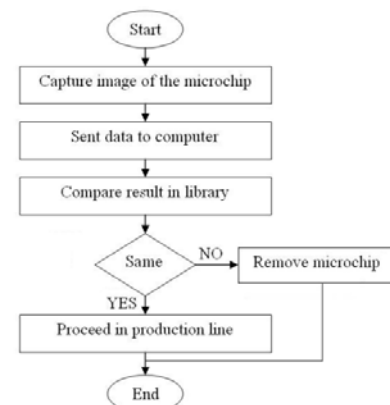 Start
Capture image of the microchip
Sent data to computer
Compare result in library
Same
NO
Remove microchip
YES
Proceed in production line
End